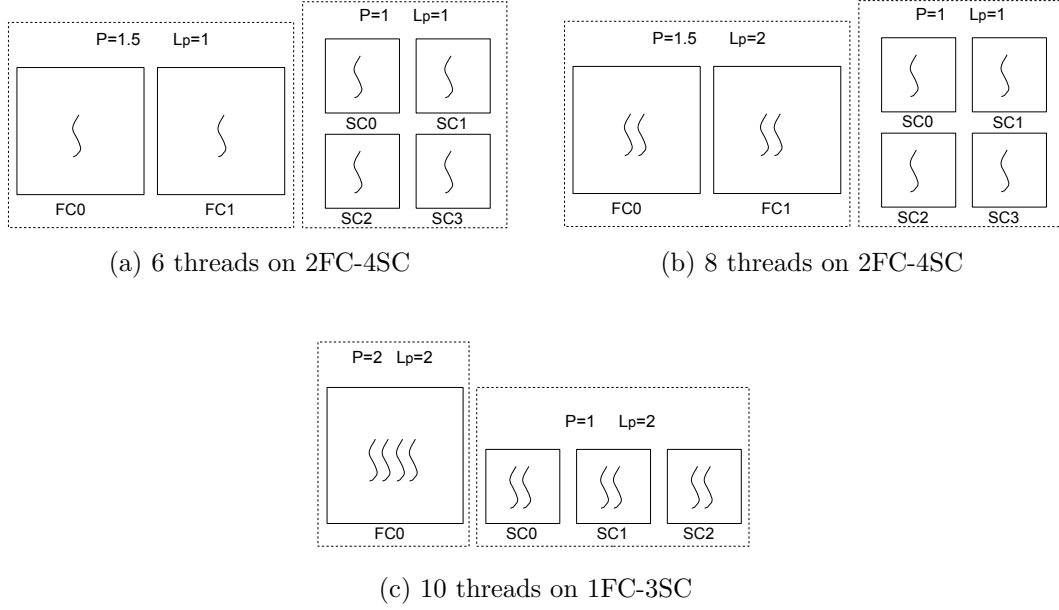 P=1.5 Lp=1
P=1 Lp=1
FC0 FC1
SC0 SC1
SC2 SC3
(a) 6 threads on 2FC-4SC
P=1.5 Lp=2
P=1 Lp=1
FC0 FC1
SC0 SC1
SC2 SC3
(b) 8 threads on 2FC-4SC
P=2 Lp=2
FC0
P=1 Lp=2
SC0 SC1 SC2
(c) 10 threads on 1FC-3SC